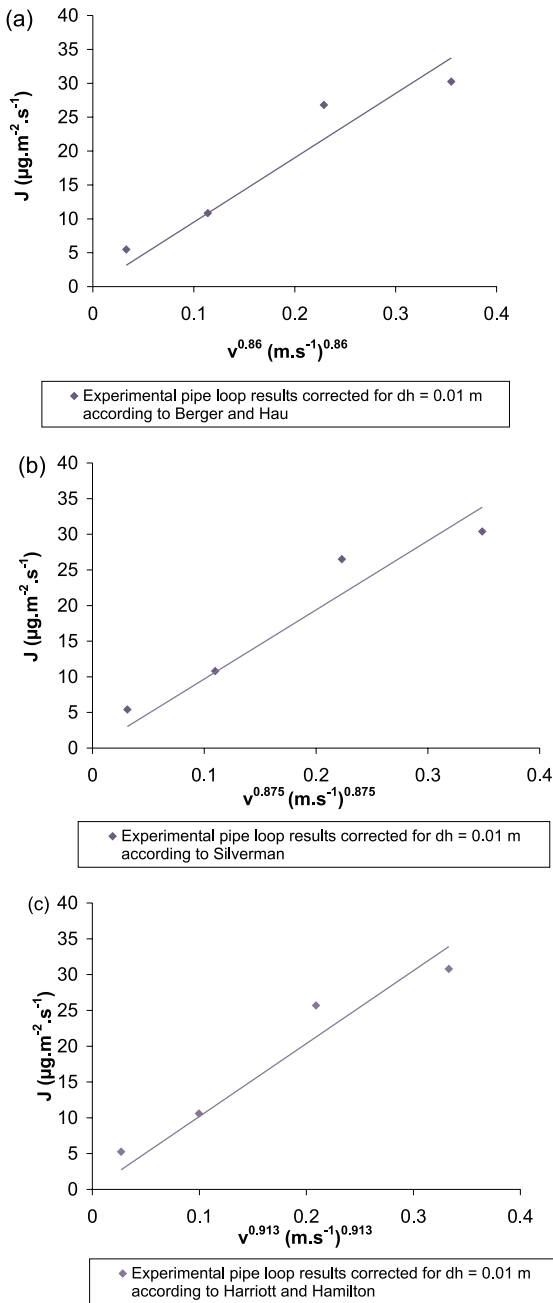 (a)
40
35
30
25
20
15
10
5
0
J (µg.m-2.s-1)
0 0.1 0.2 0.3 0.4
v0.86 (m.s-1)0.86
Experimental pipe loop results corrected for dh = 0.01 m
according to Berger and Hau
(b)
40
35
30
25
20
15
10
5
0
J (µg.m-2.s-1)
0 0.1 0.2 0.3 0.4
v0.875 (m.s-1)0.875
Experimental pipe loop results corrected for dh = 0.01 m
according to Silverman
(c)
40
35
30
25
20
15
10
5
0
J (µg.m-2.s-1)
0 0.1 0.2 0.3 0.4
v0.913 (m.s-1)0.913
Experimental pipe loop results corrected for dh = 0.01 m
according to Harriott and Hamilton